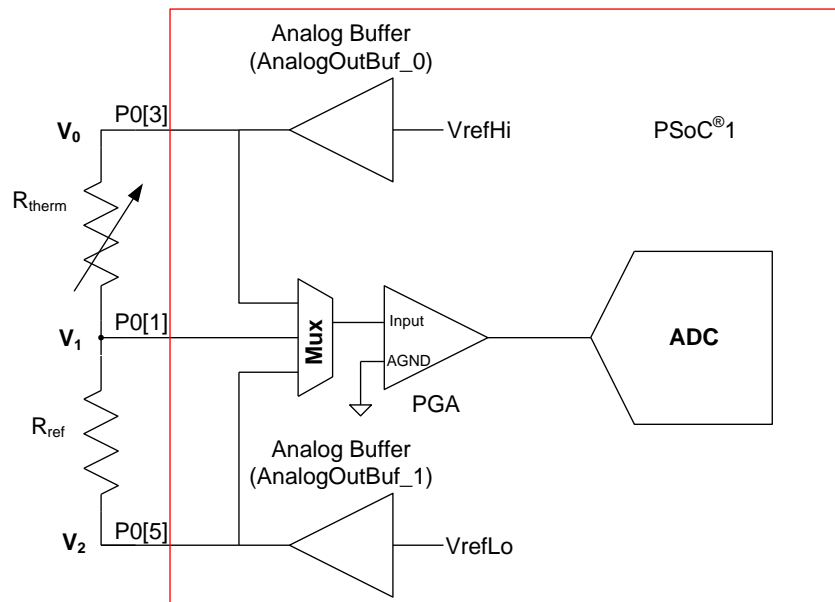 Analog Buffer
(AnalogOutBuf_0)
P0[3]
V0
VrefHi
PSoC®1
Rtherm
P0[1]
V1
Mux
Input
AGND
PGA
ADC
Rref
Analog Buffer
(AnalogOutBuf_1)
P0[5]
V2
VrefLo